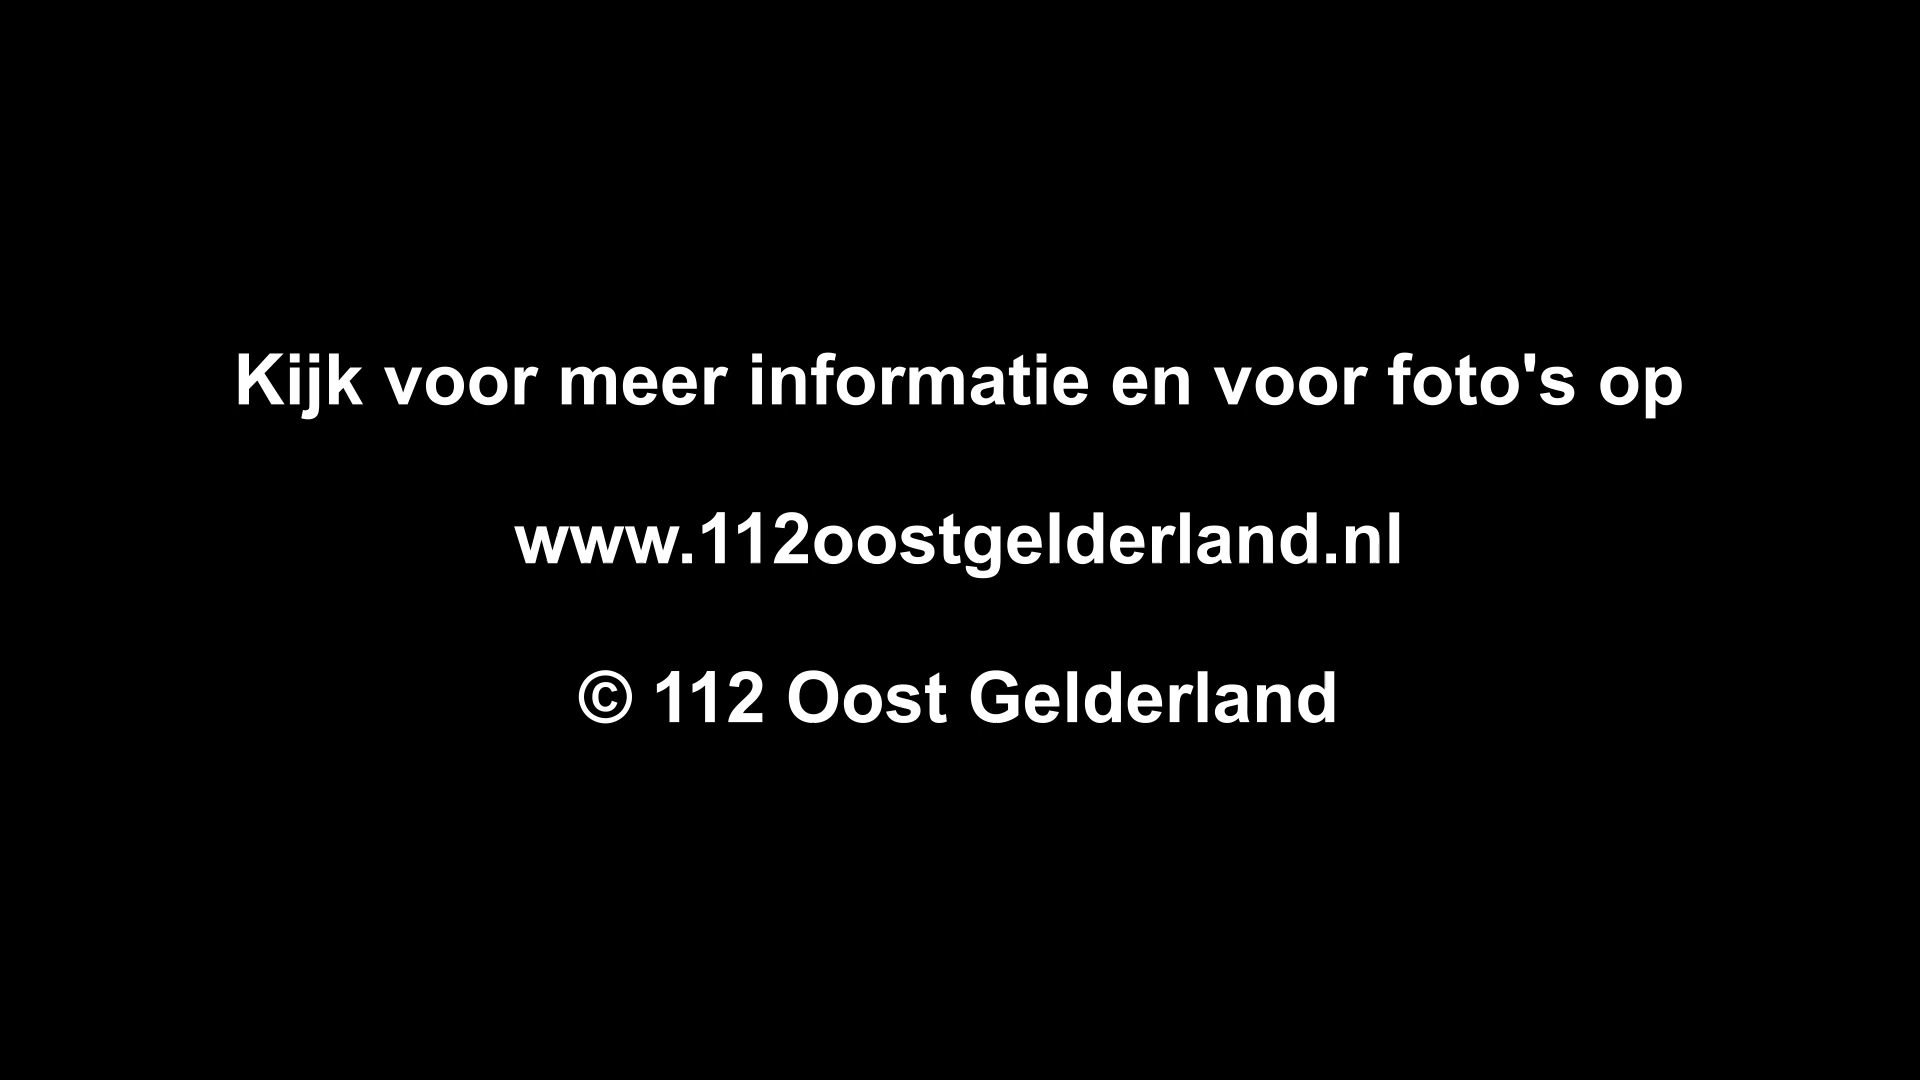 Kijk voor meer informatie en voor foto's op
www.112oostgelderland.nl
© 112 Oost Gelderland